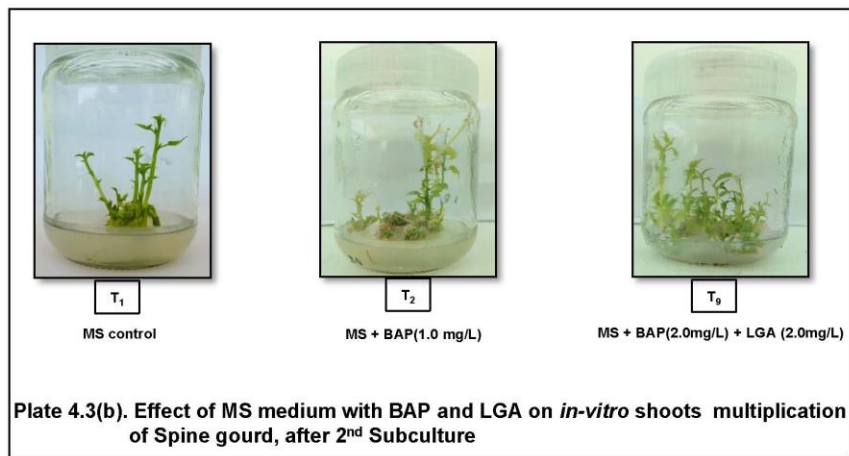 T₁
T₂
T₉
MS control
MS + BAP(1.0 mg/L)
MS + BAP(2.0mg/L) + LGA (2.0mg/L)
Plate 4.3(b). Effect of MS medium with BAP and LGA on in-vitro shoots multiplication
of Spine gourd, after 2nd Subculture